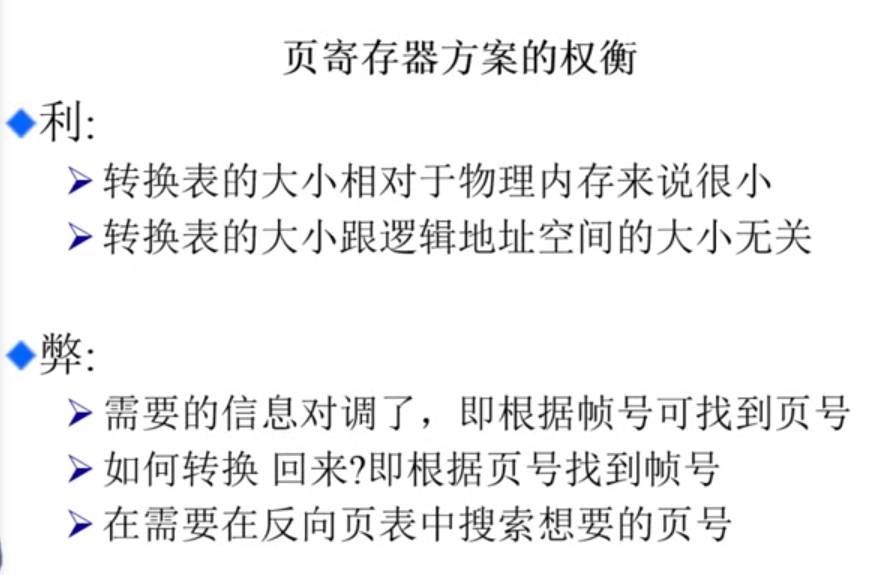 页寄存器方案的权衡
利:
转换表的大小相对于物理内存来说很小
转换表的大小跟逻辑地址空间的大小无关
弊:
需要的信息对调了，即根据帧号可找到页号
如何转换 回来?即根据页号找到帧号
在需要在反向页表中搜索想要的页号